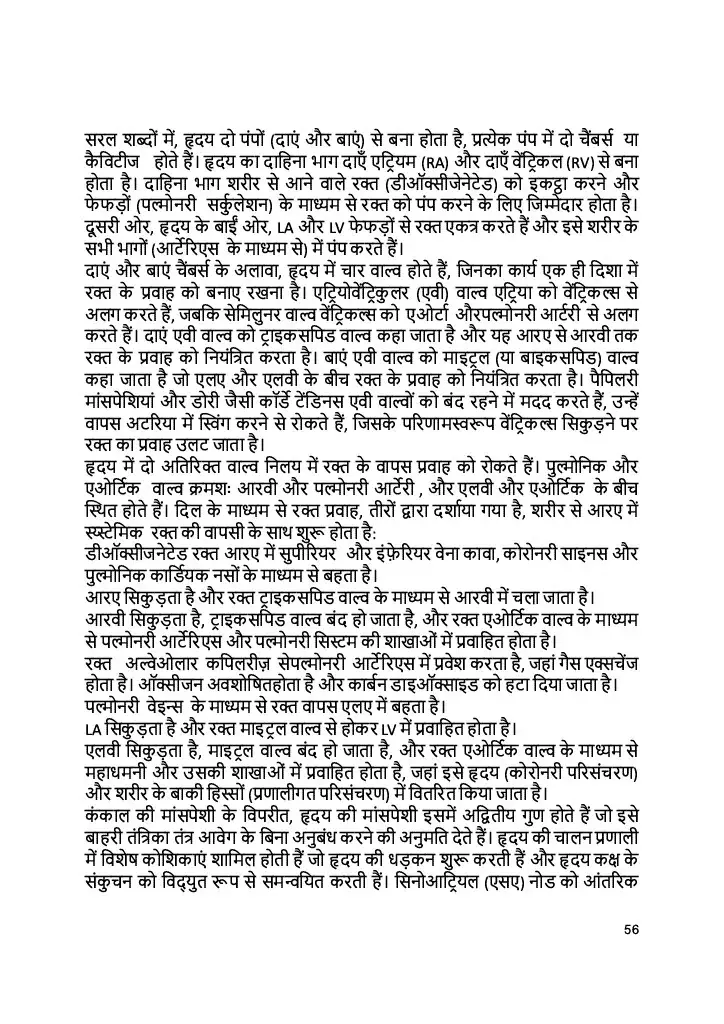 सरल शब्दों में, हृदय दो पंपों (दाएं और बाएं) से बना होता है, प्रत्येक पंप में दो चैंबर्स या
कैविटीज होते हैं। हृदय का दाहिना भाग दाएँ एट्रियम (RA) और दाएँ वेंट्रिकल (RV) से बना
होता है। दाहिना भाग शरीर से आने वाले रक्त (डीऑक्सीजेनेटेड) को इकट्ठा करने और
फेफड़ों (पल्मोनरी सर्कुलेशन) के माध्यम से रक्त को पंप करने के लिए जिम्मेदार होता है।
दूसरी ओर, हृदय के बाईं ओर, LA और LV फेफड़ों से रक्त एकत्र करते हैं और इसे शरीर के
सभी भागों (आर्टेरिएस के माध्यम से) में पंप करते हैं।
दाएं और बाएं चैंबर्स के अलावा, हृदय में चार वाल्व होते हैं, जिनका कार्य एक ही दिशा में
रक्त के प्रवाह को बनाए रखना है। एट्रियोवेंट्रिकुलर (एवी) वाल्व एट्रिया को वेंट्रिकल्स से
अलग करते हैं, जबकि सेमिलुनर वाल्व वेंट्रिकल्स को एओर्टा औरपल्मोनरी आर्टरी से अलग
करते हैं। दाएं एवी वाल्व को ट्राइकसपिड वाल्व कहा जाता है और यह आरए से आरवी तक
रक्त के प्रवाह को नियंत्रित करता है। बाएं एवी वाल्व को माइट्रल (या बाइकसपिड) वाल्व
कहा जाता है जो एलए और एलवी के बीच रक्त के प्रवाह को नियंत्रित करता है। पैपिलरी
मांसपेशियां और डोरी जैसी कॉर्डे टेंडिनस एवी वाल्वों को बंद रहने में मदद करते हैं, उन्हें
वापस अटरिया में स्विंग करने से रोकते हैं, जिसके परिणामस्वरूप वेंट्रिकल्स सिकुड़ने पर
रक्त का प्रवाह उलट जाता है।
हृदय में दो अतिरिक्त वाल्व निलय में रक्त के वापस प्रवाह को रोकते हैं। पुल्मोनिक और
एओर्टिक वाल्व क्रमशः आरवी और पल्मोनरी आर्टेरी , और एलवी और एओर्टिक के बीच
स्थित होते हैं। दिल के माध्यम से रक्त प्रवाह, तीरों द्वारा दर्शाया गया है, शरीर से आरए में
स्य्स्टेमिक रक्त की वापसी के साथ शुरू होता है:
डीऑक्सीजनेटेड रक्त आरए में सुपीरियर और इंफ़ेरियर वेना कावा, कोरोनरी साइनस और
पुल्मोनिक कार्डियक नसों के माध्यम से बहता है।
आरए सिकुड़ता है और रक्त ट्राइकसपिड वाल्व के माध्यम से आरवी में चला जाता है।
आरवी सिकुड़ता है, ट्राइकसपिड वाल्व बंद हो जाता है, और रक्त एओर्टिक वाल्व के माध्यम
से पल्मोनरी आर्टेरिएस और पल्मोनरी सिस्टम की शाखाओं में प्रवाहित होता है।
रक्त अल्वेओलार कपिलरीज़ सेपल्मोनरी आर्टेरिएस में प्रवेश करता है, जहां गैस एक्सचेंज
होता है। ऑक्सीजन अवशोषितहोता है और कार्बन डाइऑक्साइड को हटा दिया जाता है।
पल्मोनरी वेइन्स के माध्यम से रक्त वापस एलए में बहता है।
LA सिकुड़ता है और रक्त माइट्रल वाल्व से होकर LV में प्रवाहित होता है।
एलवी सिकुड़ता है, माइट्रल वाल्व बंद हो जाता है, और रक्त एओर्टिक वाल्व के माध्यम से
महाधमनी और उसकी शाखाओं में प्रवाहित होता है, जहां इसे हृदय (कोरोनरी परिसंचरण)
और शरीर के बाकी हिस्सों (प्रणालीगत परिसंचरण) में वितरित किया जाता है।
कंकाल की मांसपेशी के विपरीत, हृदय की मांसपेशी इसमें अद्वितीय गुण होते हैं जो इसे
बाहरी तंत्रिका तंत्र आवेग के बिना अनुबंध करने की अनुमति देते हैं। हृदय की चालन प्रणाली
में विशेष कोशिकाएं शामिल होती हैं जो हृदय की धड़कन शुरू करती हैं और हृदय कक्ष के
संकुचन को विद्युत रूप से समन्वयित करती हैं। सिनोआट्रियल (एसए) नोड को आंतरिक
56